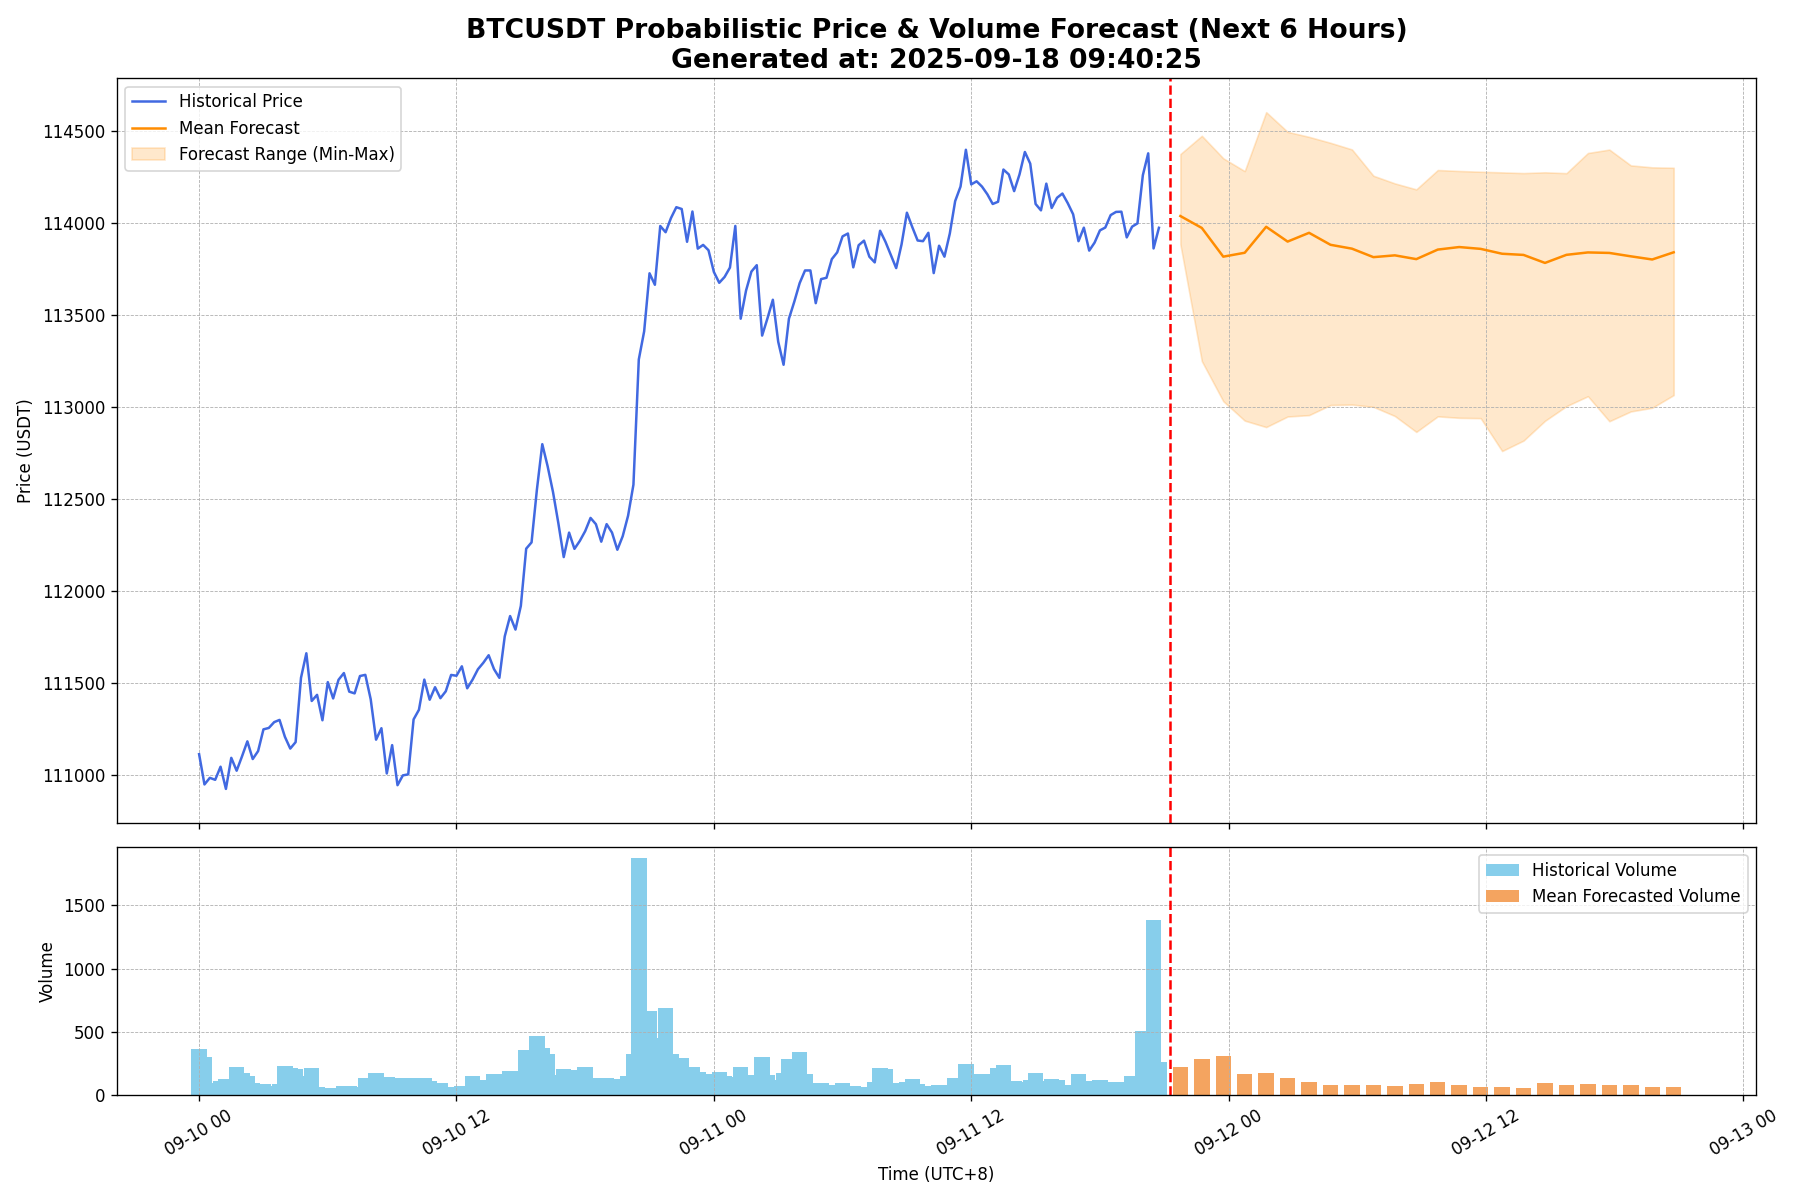 BTCUSDT Probabilistic Price & Volume Forecast (Next 6 Hours)
Generated at: 2025-09-18 09:40:25
Historical Price
Mean Forecast
Forecast Range (Min-Max)
Price (USDT)
114500
114000
113500
113000
112500
112000
111500
111000
Historical Volume
Mean Forecasted Volume
Volume
1500
1000
500
0
09-10 00
09-10 12
09-11 00
09-11 12
09-12 00
09-12 12
09-13 00
Time (UTC+8)